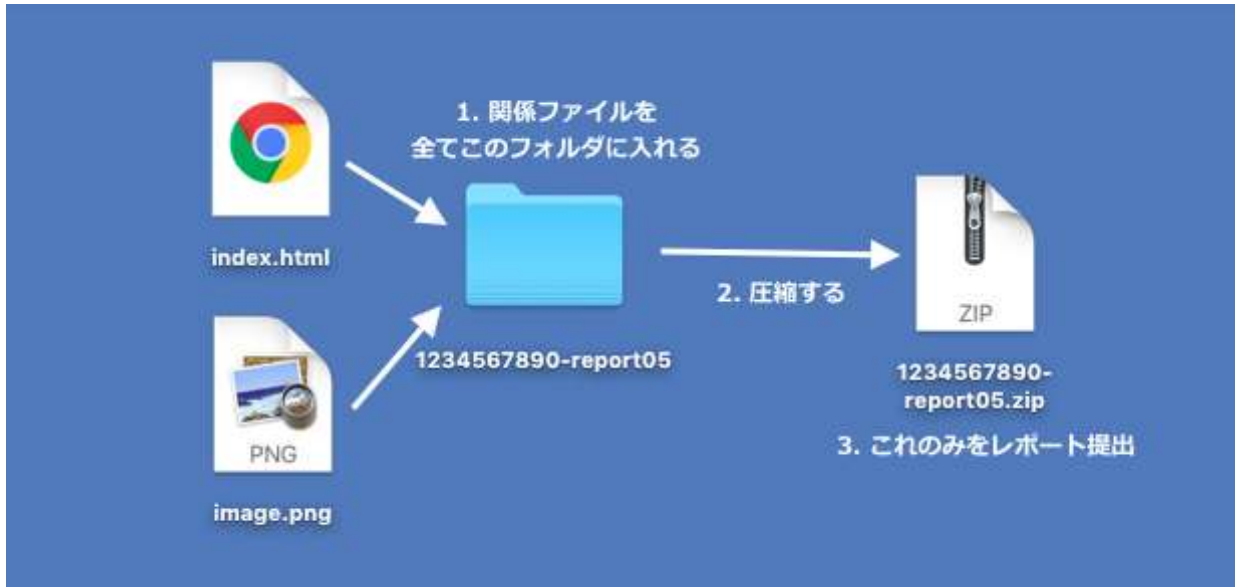 1. 関係ファイルを
全てこのフォルダに入れる
index.html
1234567890-report05
2. 圧縮する
ZIP
1234567890-
report05.zip
3. これのみをレポート提出
PNG
image.png